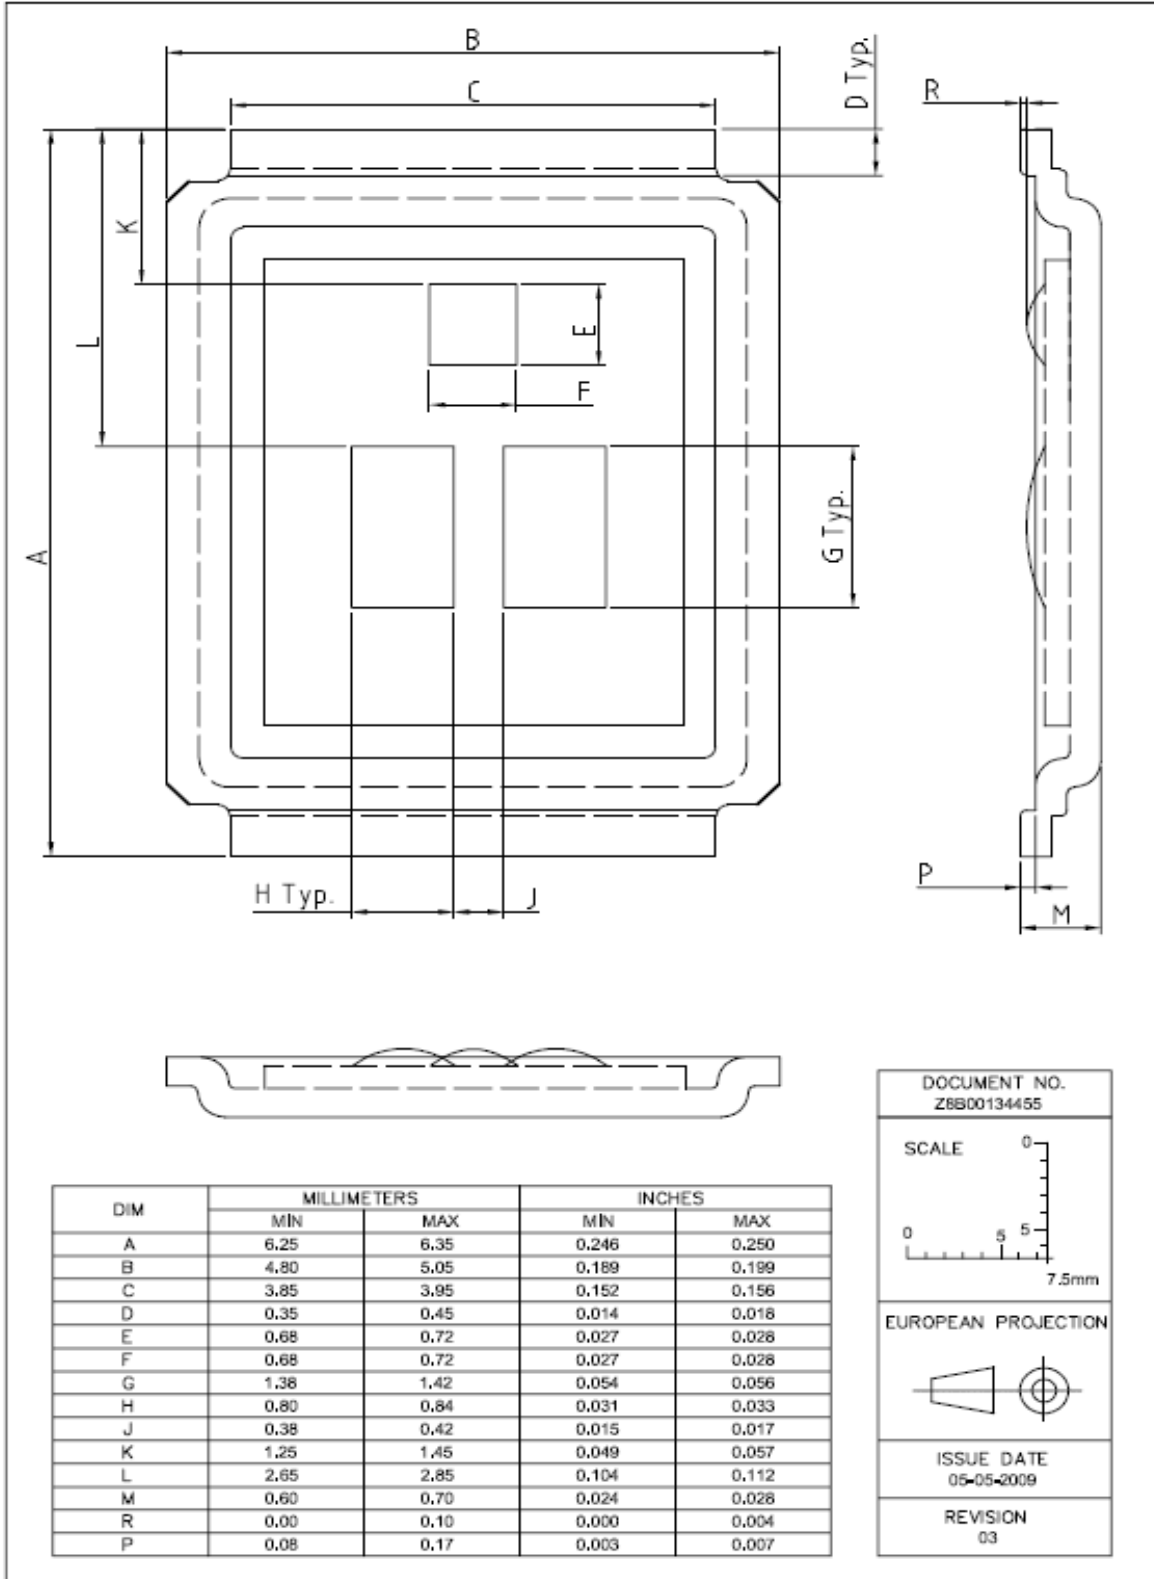 B
C
D Typ.
R
K
E
L
F
A
G Typ.
H Typ.
J
P
M
DOCUMENT NO.
Z8B00134455
SCALE
0
0
5
5
7.5mm
EUROPEAN PROJECTION
ISSUE DATE
05-05-2009
REVISION
03
DIM MILLIMETERS INCHES
MIN MAX MIN MAX
A 6.25 6.35 0.246 0.250
B 4.80 5.05 0.189 0.199
C 3.85 3.95 0.152 0.156
D 0.35 0.45 0.014 0.018
E 0.68 0.72 0.027 0.028
F 0.68 0.72 0.027 0.028
G 1.38 1.42 0.054 0.056
H 0.80 0.84 0.031 0.033
J 0.38 0.42 0.015 0.017
K 1.25 1.45 0.049 0.057
L 2.65 2.85 0.104 0.112
M 0.60 0.70 0.024 0.028
R 0.00 0.10 0.000 0.004
P 0.08 0.17 0.003 0.007